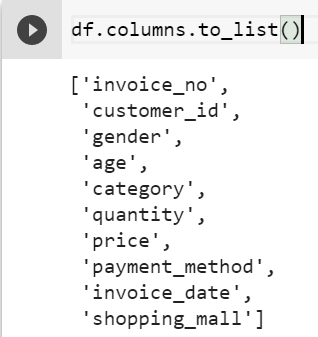 df.columns.to_list()
['invoice_no',
'customer_id',
'gender',
'age',
'category',
'quantity',
'price',
'payment_method',
'invoice_date',
'shopping_mall']